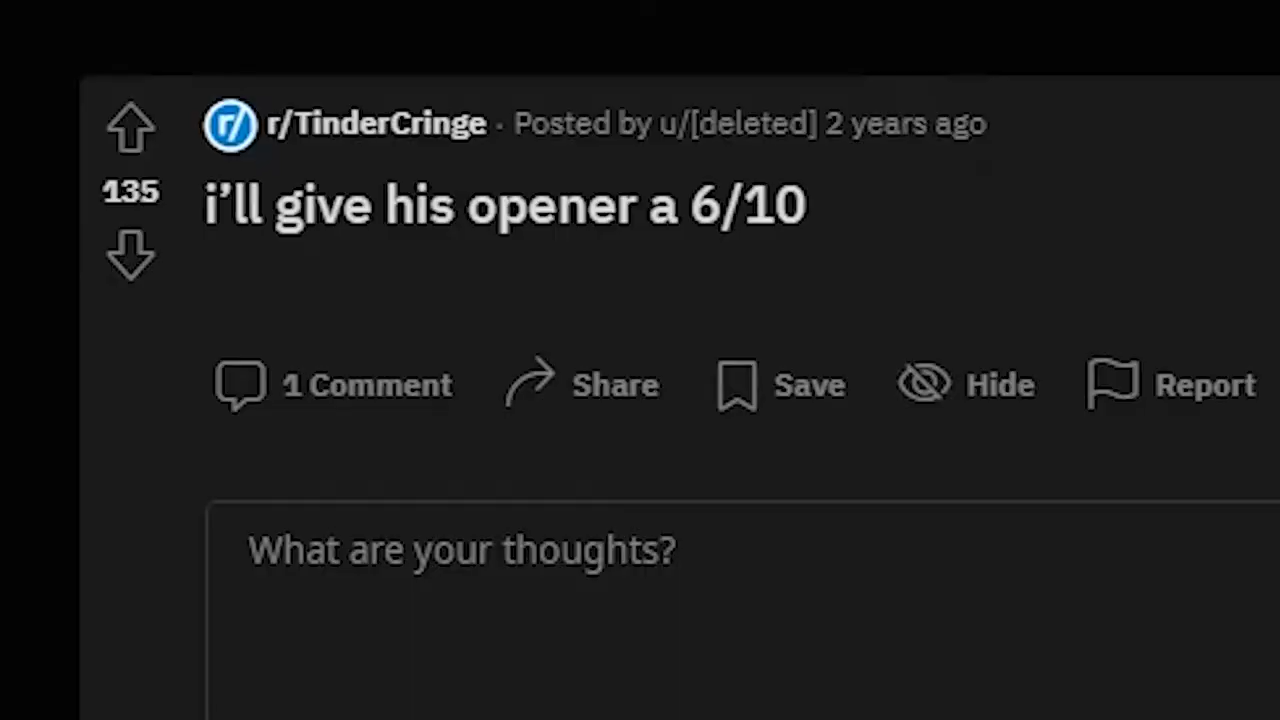 r/TinderCringe · Posted by u/[deleted] 2 years ago
135
i’ll give his opener a 6/10
1 Comment Share Save Hide Report
What are your thoughts?